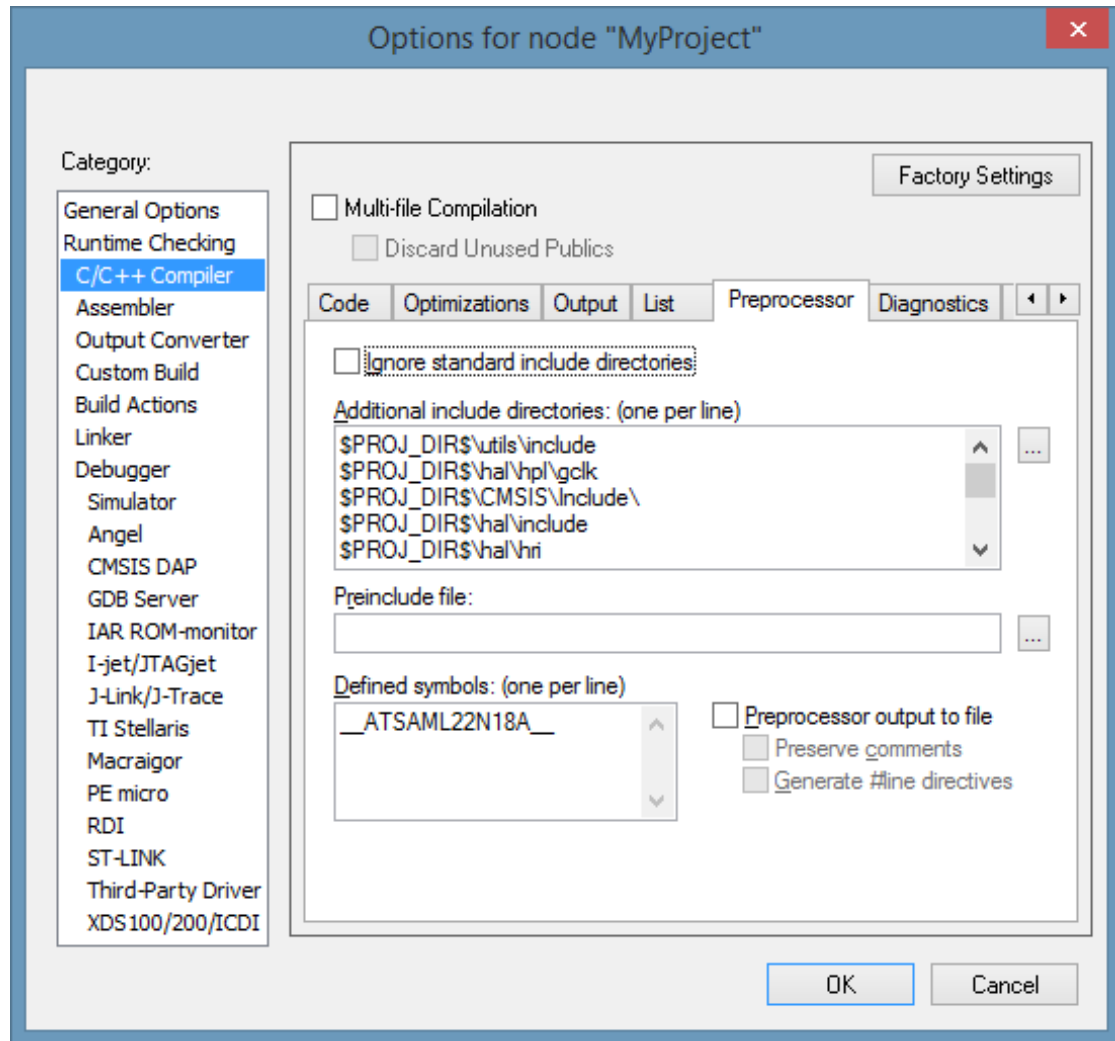 Options for node "MyProject"
Category:
General Options
Runtime Checking
C/C++ Compiler
Assembler
Output Converter
Custom Build
Build Actions
Linker
Debugger
Simulator
Angel
CMSIS DAP
GDB Server
IAR ROM-monitor
I-jet/JTAGjet
J-Link/J-Trace
TI Stellaris
Macraigor
PE micro
RDI
ST-LINK
Third-Party Driver
XDS100/200/ICDI
Factory Settings
Multi-file Compilation
Discard Unused Publics
Code Optimizations Output List Preprocessor Diagnostics
Ignore standard include directories
Additional include directories: (one per line)
$PROJ_DIR$\utils\include
$PROJ_DIR$\hal\hpl\gclk
$PROJ_DIR$\CMSIS\Include\
$PROJ_DIR$\hal\include
$PROJ_DIR$\hal\hri
...
Preinclude file:
...
Defined symbols: (one per line)
__ATSAML22N18A__
Preprocessor output to file
Preserve comments
Generate #line directives
OK Cancel